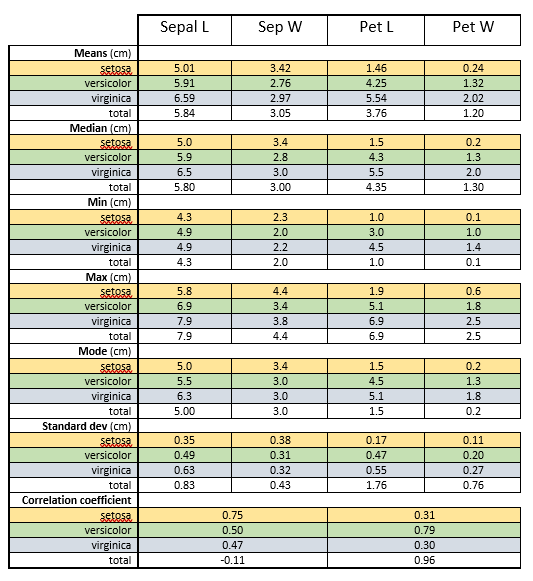 Sepal L Sep W Pet L Pet W
Means (cm)
setosa 5.01 3.42 1.46 0.24
versicolor 5.91 2.76 4.25 1.32
virginica 6.59 2.97 5.54 2.02
total 5.84 3.05 3.76 1.20
Median (cm)
setosa 5.0 3.4 1.5 0.2
versicolor 5.9 2.8 4.3 1.3
virginica 6.5 3.0 5.5 2.0
total 5.80 3.00 4.35 1.30
Min (cm)
setosa 4.3 2.3 1.0 0.1
versicolor 4.9 2.0 3.0 1.0
virginica 4.9 2.2 4.5 1.4
total 4.3 2.0 1.0 0.1
Max (cm)
setosa 5.8 4.4 1.9 0.6
versicolor 6.9 3.4 5.1 1.8
virginica 7.9 3.8 6.9 2.5
total 7.9 4.4 6.9 2.5
Mode (cm)
setosa 5.0 3.4 1.5 0.2
versicolor 5.5 3.0 4.5 1.3
virginica 6.3 3.0 5.1 1.8
total 5.00 3.0 1.5 0.2
Standard dev (cm)
setosa 0.35 0.38 0.17 0.11
versicolor 0.49 0.31 0.47 0.20
virginica 0.63 0.32 0.55 0.27
total 0.83 0.43 1.76 0.76
Correlation coefficient
setosa 0.75 0.31
versicolor 0.50 0.79
virginica 0.47 0.30
total -0.11 0.96